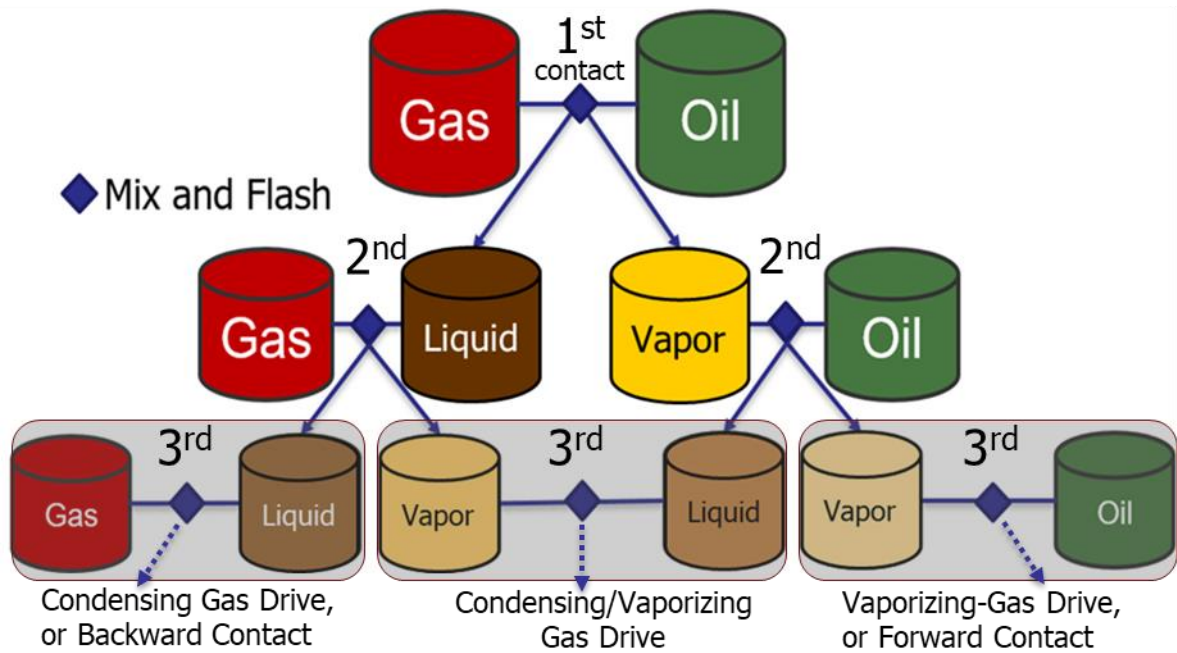 1st
contact
Gas
Oil
Mix and Flash
2nd
2nd
Gas
Liquid
Vapor
Oil
3rd
3rd
3rd
Gas
Liquid
Vapor
Liquid
Vapor
Oil
Condensing Gas Drive,
or Backward Contact
Condensing/Vaporizing
Gas Drive
Vaporizing-Gas Drive,
or Forward Contact